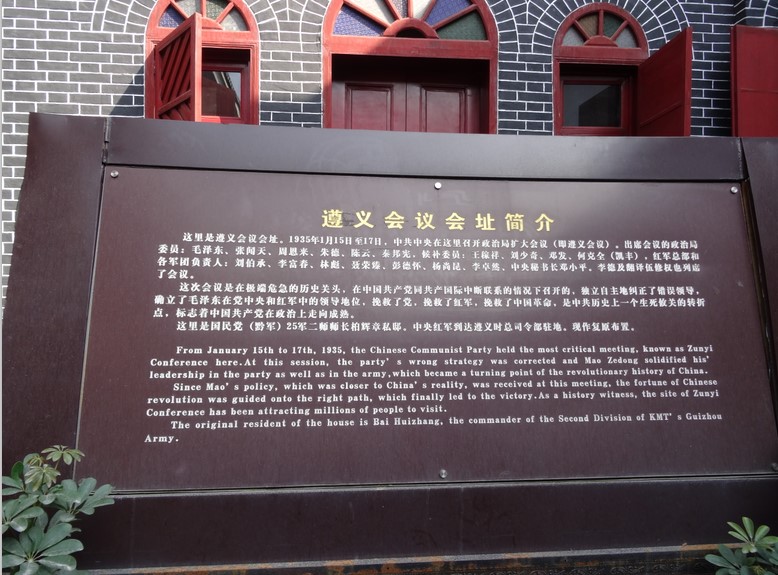 遵义会议会址简介
这里是遵义会议会址。1935年1月15日至17日，中共中央在这里召开政治局扩大会议（即遵义会议）。出席会议的政治局
委员：毛泽东、张闻天、周恩来、朱德、陈云、秦邦宪，候补委员：王稼祥、刘少奇、邓发、何克全（凯丰），红军总部和
各军团负责人：刘伯承、李富春、林彪、聂荣臻、彭德怀、杨尚昆、李卓然，中央秘书长邓小平，李德及翻译伍修权也列席
了会议。
这次会议是在极端危急的历史关头，在中国共产党同共产国际中断联系的情况下召开的，独立自主地纠正了错误领导，
确立了毛泽东在党中央和红军中的领导地位，挽救了党，挽救了红军，挽救了中国革命，是中共历史上一个生死攸关的转折
点，标志着中国共产党在政治上走向成熟。
这里是国民党（黔军）25军二师师长柏辉章私邸。中央红军到达遵义时总司令部驻地。现作复原布置。
From January 15th to 17th, 1935, the Chinese Communist Party held the most critical meeting, known as Zunyi
Conference here. At this session, the party's wrong strategy was corrected and Mao Zedong solidified his'
leadership in the party as well as in the army, which became a turning point of the revolutionary history of China.
Since Mao's policy, which was closer to China's reality, was received at this meeting, the fortune of Chinese
revolution was guided onto the right path, which finally led to the victory. As a history witness, the site of Zunyi
Conference has been attracting millions of people to visit.
The original resident of the house is Bai Huizhang, the commander of the Second Division of KMT's Guizhou
Army.